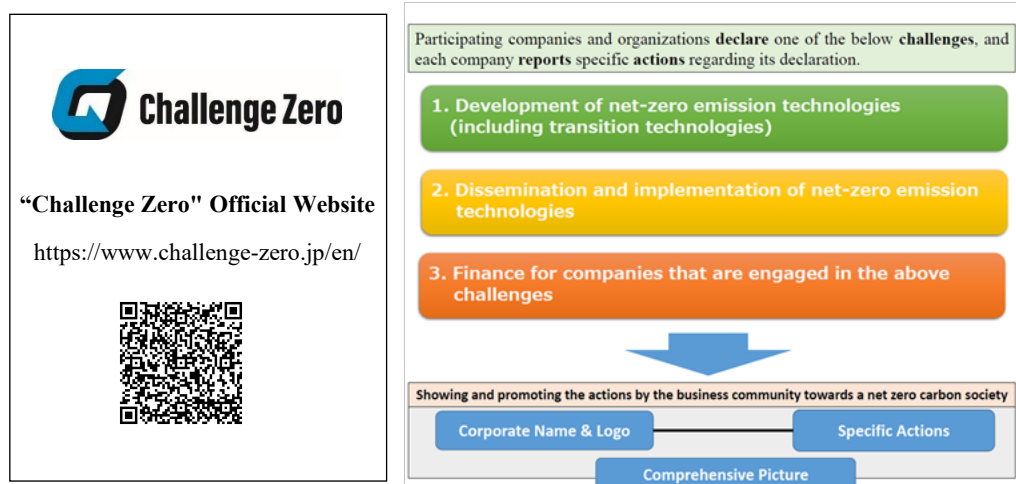 Challenge Zero
“Challenge Zero" Official Website
https://www.challenge-zero.jp/en/
Participating companies and organizations declare one of the below challenges, and
each company reports specific actions regarding its declaration.
1. Development of net-zero emission technologies
(including transition technologies)
2. Dissemination and implementation of net-zero emission
technologies
3. Finance for companies that are engaged in the above
challenges
Showing and promoting the actions by the business community towards a net zero carbon society
Corporate Name & Logo
Specific Actions
Comprehensive Picture